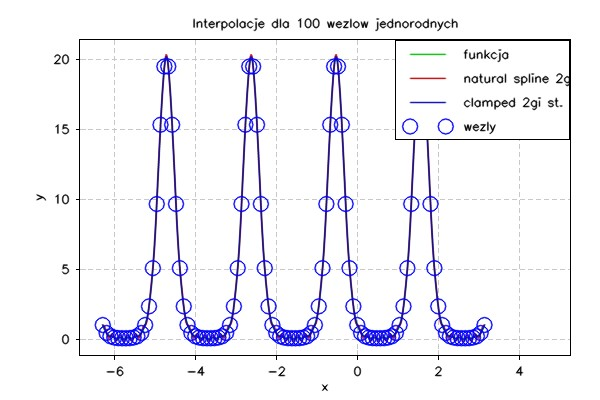 Interpolacje dla 100 wezlow jednorodnych
funkcja
natural spline 2g
clamped 2gi st.
wezly
20
15
10
5
0
y
−6 −4 −2 0 2 4
x